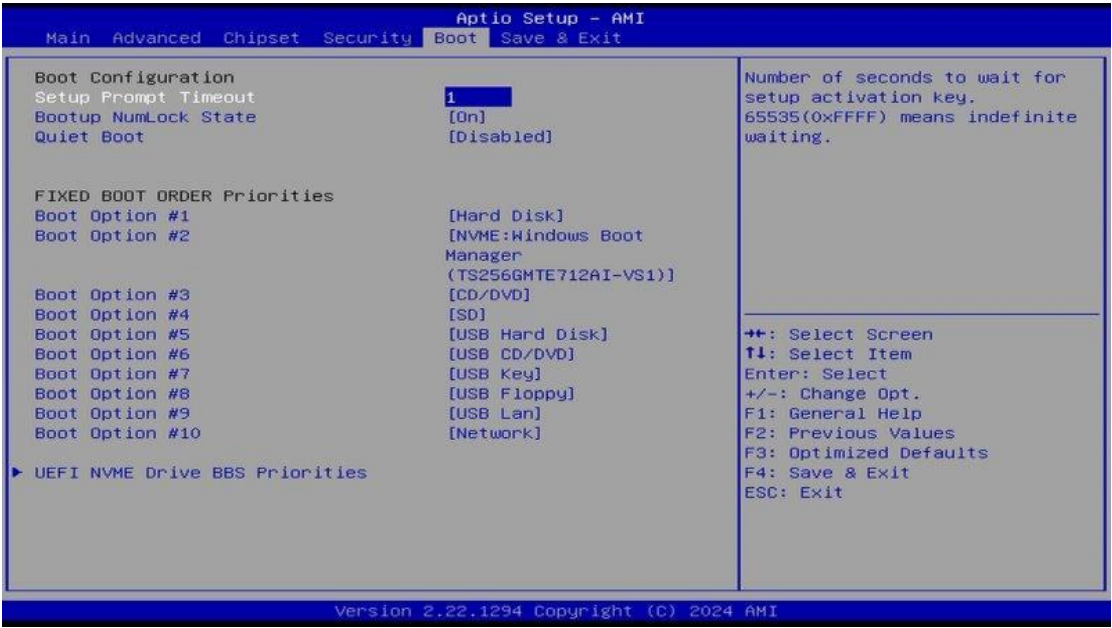 Aptio Setup - AMI
Main Advanced Chipset Security Boot Save & Exit
Boot Configuration
Setup Prompt Timeout 1
Bootup NumLock State [On]
Quiet Boot [Disabled]
FIXED BOOT ORDER Priorities
Boot Option #1 [Hard Disk]
Boot Option #2 [NVME:Windows Boot
Manager
(TS256GMTE712AI-VS1)]
Boot Option #3 [CD/DVD]
Boot Option #4 [SD]
Boot Option #5 [USB Hard Disk]
Boot Option #6 [USB CD/DVD]
Boot Option #7 [USB Key]
Boot Option #8 [USB Floppy]
Boot Option #9 [USB Lan]
Boot Option #10 [Network]
▶ UEFI NVME Drive BBS Priorities
Number of seconds to wait for
setup activation key.
65535(0xFFFF) means indefinite
waiting.
→←: Select Screen
↑↓: Select Item
Enter: Select
+/-: Change Opt.
F1: General Help
F2: Previous Values
F3: Optimized Defaults
F4: Save & Exit
ESC: Exit
Version 2.22.1294 Copyright (C) 2024 AMI